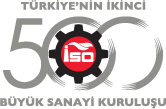 TÜRKİYE'NİN İKİNCİ
500
İSO
BÜYÜK SANAYİ KURULUŞU